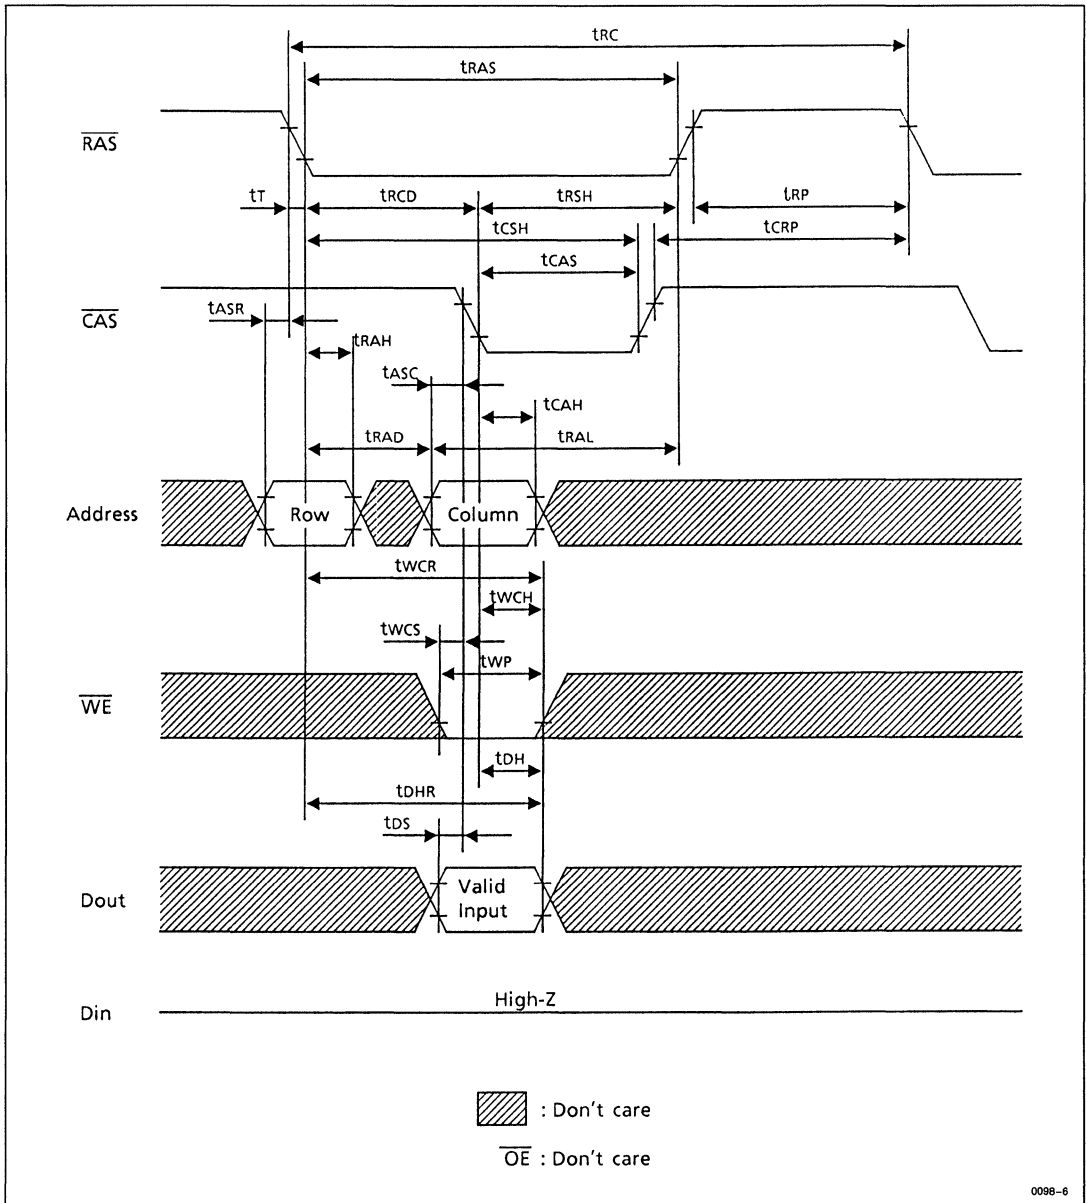 tRC
tRAS
RAS
tT
tRCD
tRSH
tRP
tCSH
tCRP
tCAS
CAS
tASR
tRAH
tASC
tCAH
tRAD
tRAL
Address
Row
Column
tWCR
tWCH
tWCS
tWP
WE
tDH
tDHR
tDS
Dout
Valid
Input
High-Z
Din
: Don't care
OE : Don't care
0098-6